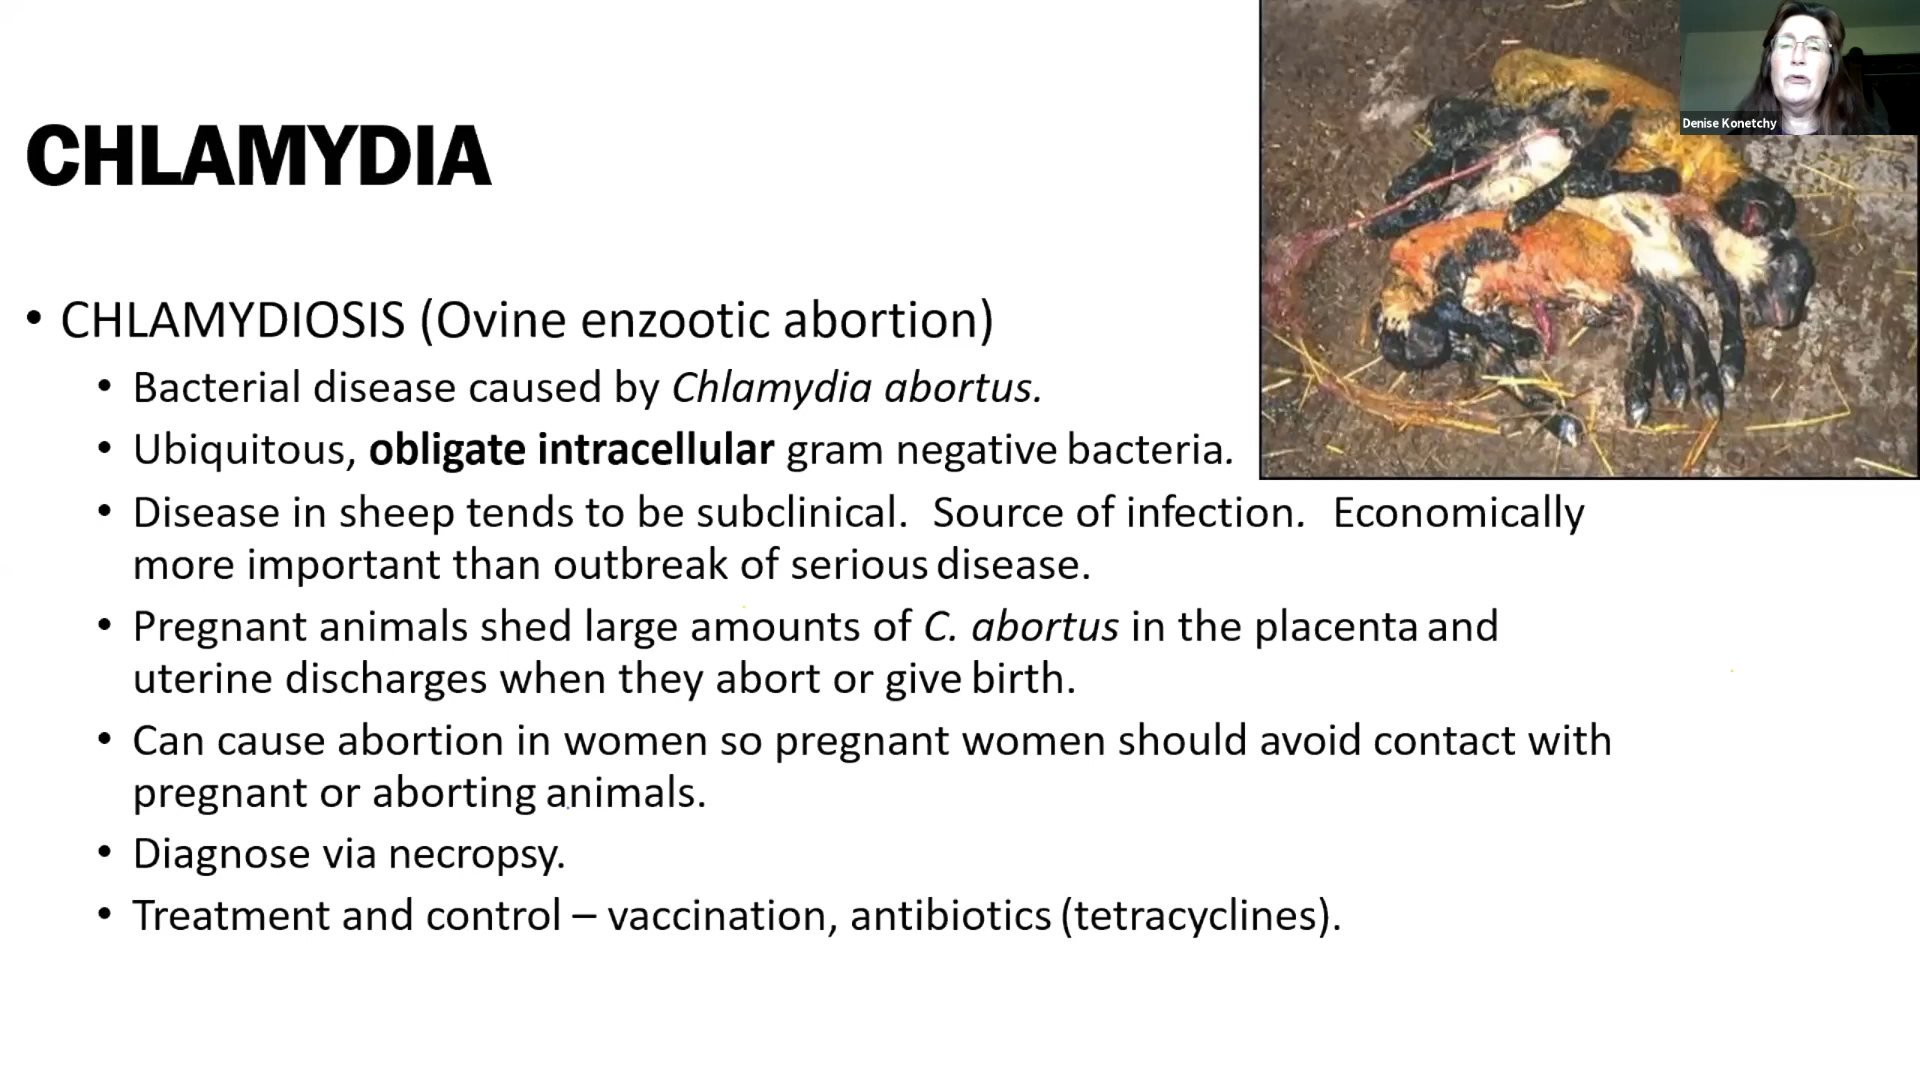 Denise Konetchy
CHLAMYDIA
• CHLAMYDIOSIS (Ovine enzootic abortion)
• Bacterial disease caused by Chlamydia abortus.
• Ubiquitous, obligate intracellular gram negative bacteria.
• Disease in sheep tends to be subclinical. Source of infection. Economically
more important than outbreak of serious disease.
• Pregnant animals shed large amounts of C. abortus in the placenta and
uterine discharges when they abort or give birth.
• Can cause abortion in women so pregnant women should avoid contact with
pregnant or aborting animals.
• Diagnose via necropsy.
• Treatment and control – vaccination, antibiotics (tetracyclines).